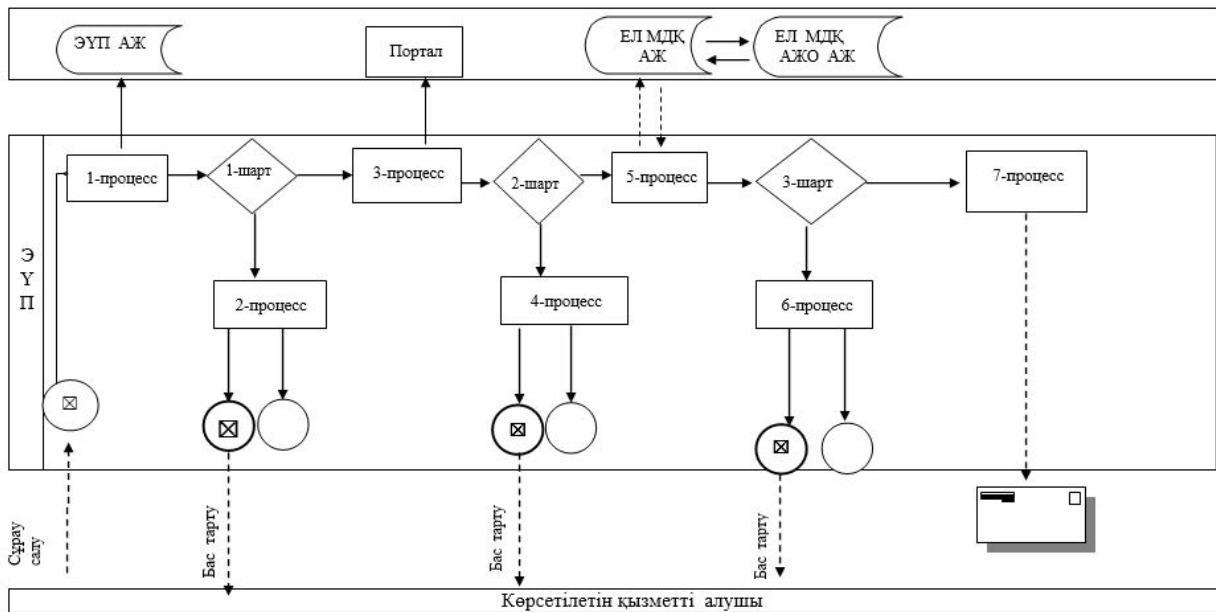 ЭҮП АЖ
Портал
ЕЛ МДҚ
АЖ
ЕЛ МДҚ
АЖО АЖ
Э
Ү
П
1-процесс
1-шарт
3-процесс
2-шарт
5-процесс
3-шарт
7-процесс
2-процесс
4-процесс
6-процесс
Сұрау
салу
Бас тарту
Бас тарту
Бас тарту
Көрсетілетін қызметті алушы